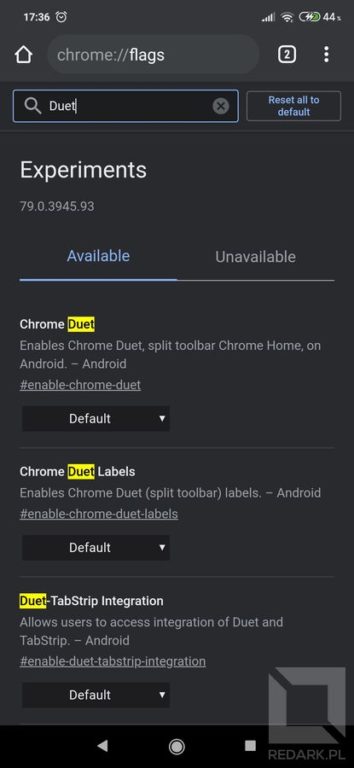 17:36 44%
chrome://flags 2
Duet Reset all to
default
Experiments
79.0.3945.93
Available Unavailable
Chrome Duet
Enables Chrome Duet, split toolbar Chrome Home, on
Android. – Android
#enable-chrome-duet
Default
Chrome Duet Labels
Enables Chrome Duet (split toolbar) labels. – Android
#enable-chrome-duet-labels
Default
Duet-TabStrip Integration
Allows users to access integration of Duet and
TabStrip. – Android
#enable-duet-tabstrip-integration
Default
REDARK.PL